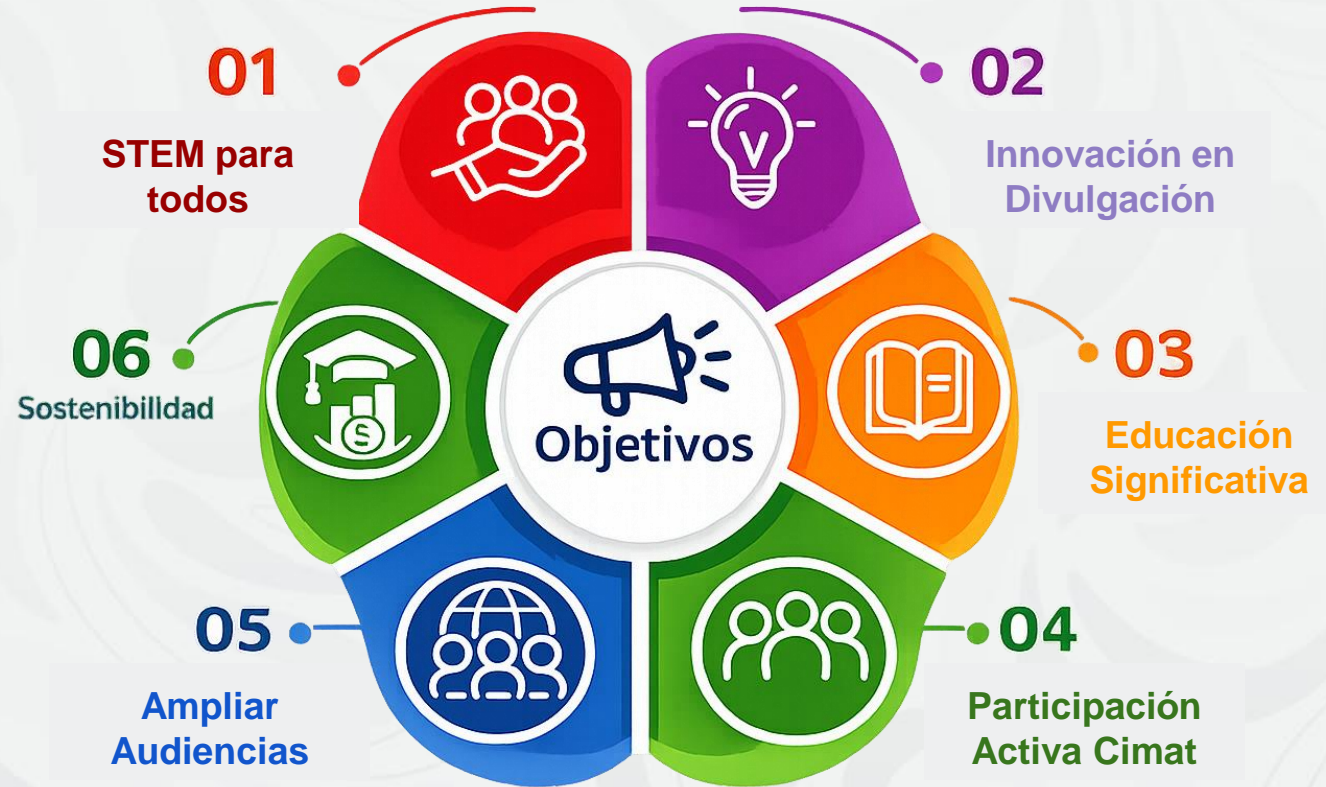 01
STEM para
todos
02
Innovación en
Divulgación
03
Educación
Significativa
04
Participación
Activa Cimat
05
Ampliar
Audiencias
06
Sostenibilidad
Objetivos